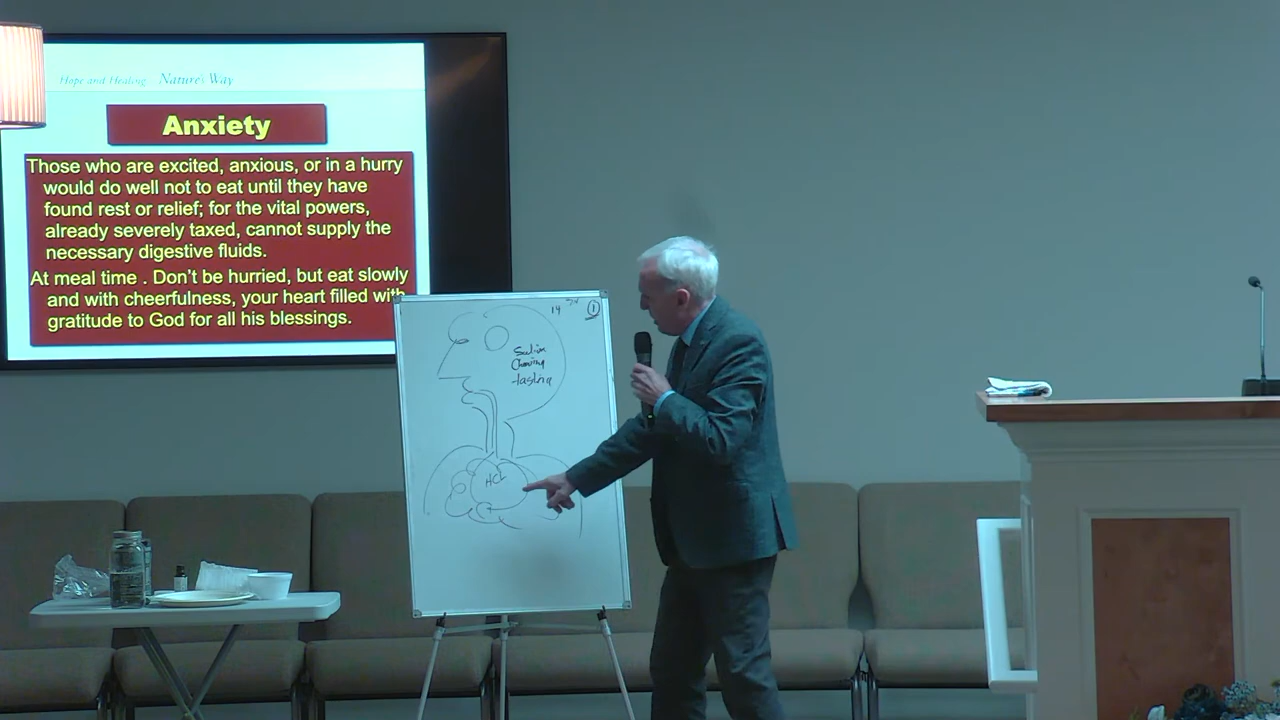 Hope and Healing Nature's Way
Anxiety
Those who are excited, anxious, or in a hurry
would do well not to eat until they have
found rest or relief; for the vital powers,
already severely taxed, cannot supply the
necessary digestive fluids.
At meal time . Don't be hurried, but eat slowly
and with cheerfulness, your heart filled with
gratitude to God for all his blessings.
19
1
Chewing
tasting
HCL